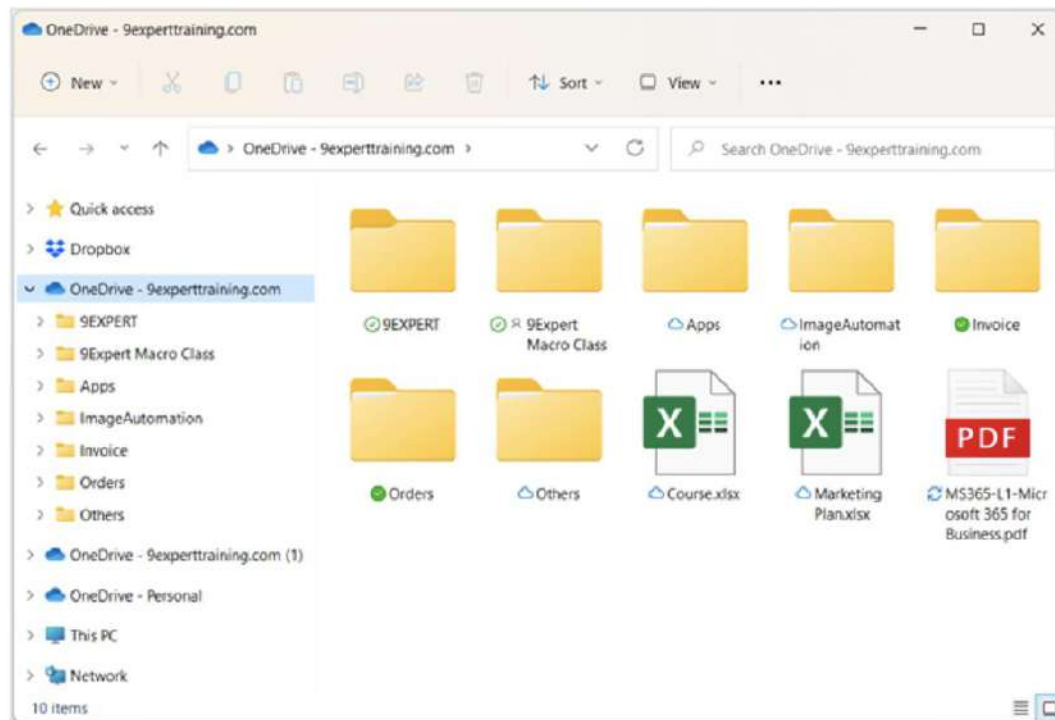 OneDrive - 9experttraining.com
New
Sort
View
OneDrive - 9experttraining.com
Search OneDrive - 9experttraining.com
Quick access
Dropbox
OneDrive - 9experttraining.com
9EXPERT
9Expert Macro Class
Apps
ImageAutomation
Invoice
Orders
Others
OneDrive - 9experttraining.com (1)
OneDrive - Personal
This PC
Network
9EXPERT
9Expert
Macro Class
Apps
ImageAutomat
ion
Invoice
Orders
Others
X
Course.xlsx
X
Marketing
Plan.xlsx
PDF
MS365-L1-Micr
osoft 365 for
Business.pdf
10 items